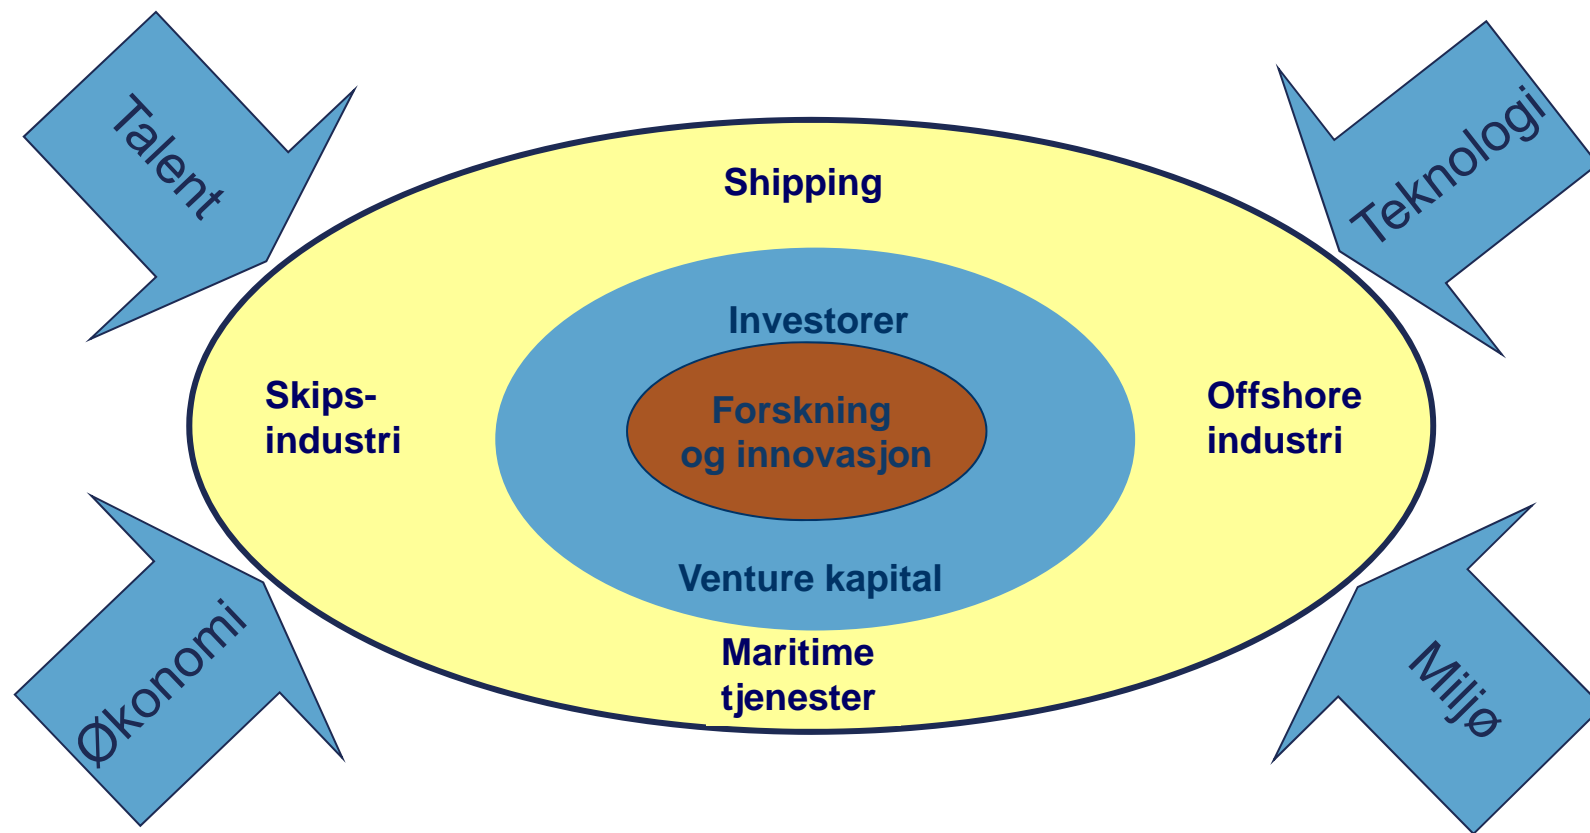 Talent
Teknologi
Shipping
Investorer
Skips-
industri
Forskning
og innovasjon
Offshore
industri
Venture kapital
Maritime
tjenester
Økonomi
Miljø